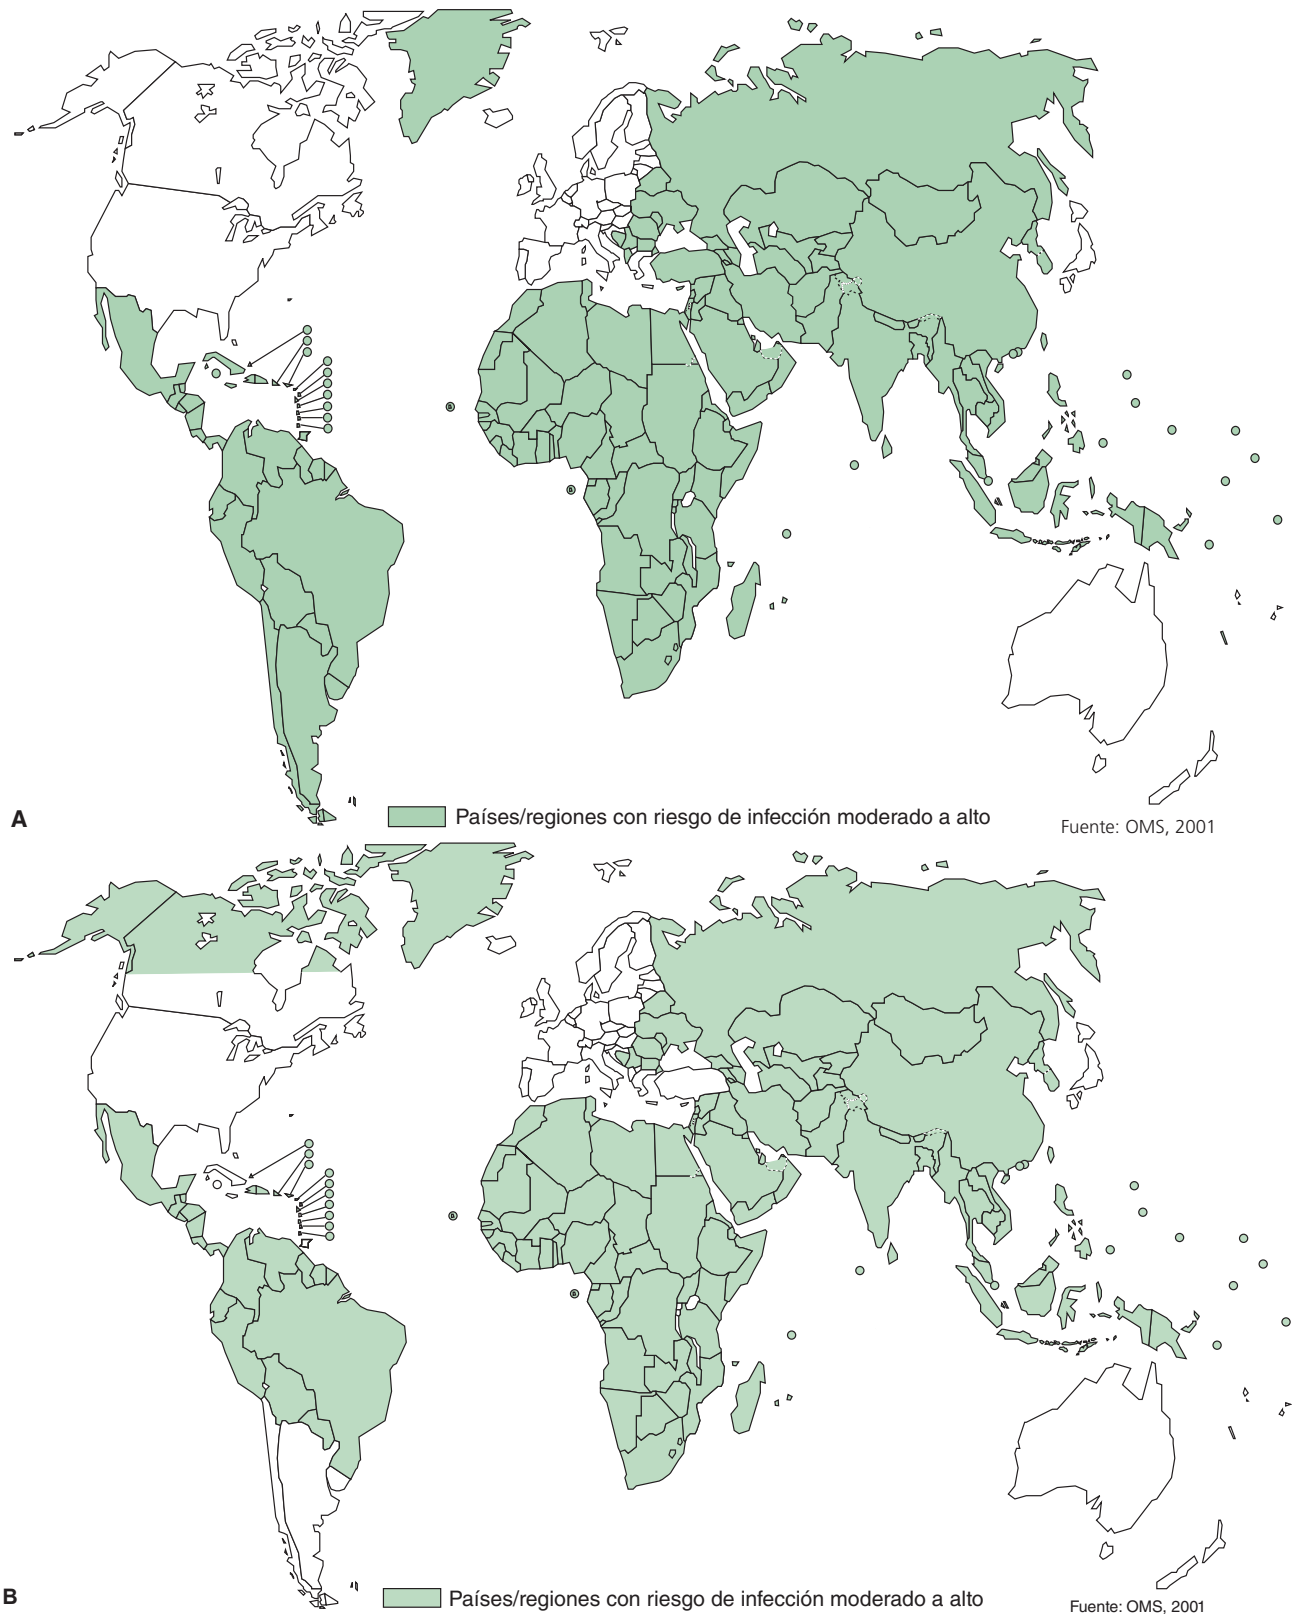 A
Países/regiones con riesgo de infección moderado a alto
Fuente: OMS, 2001
B
Países/regiones con riesgo de infección moderado a alto
Fuente: OMS, 2001